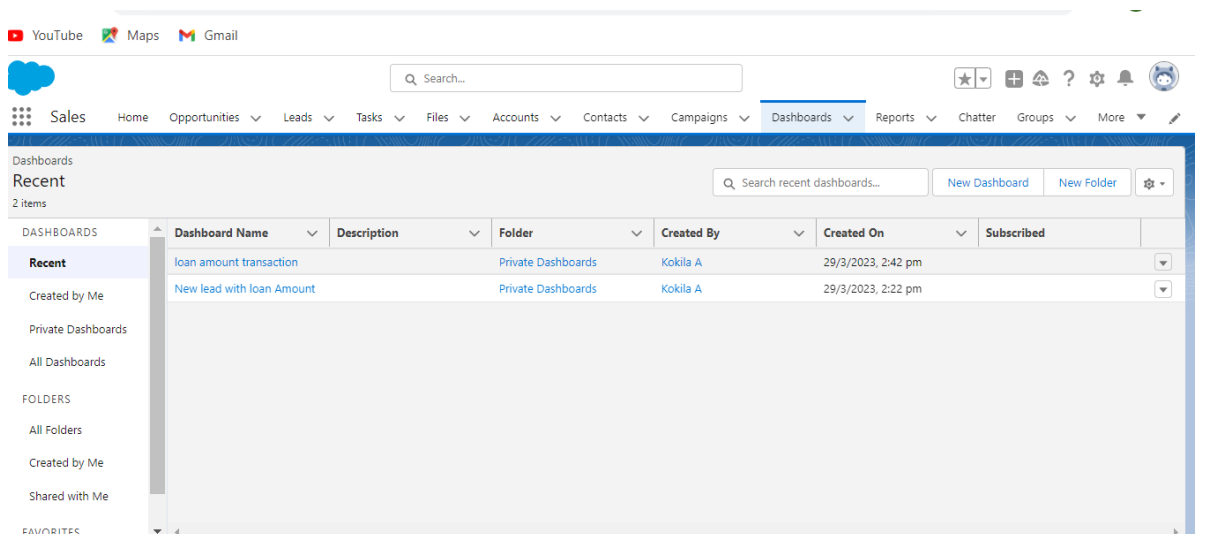 YouTube Maps Gmail
Search...
Sales Home Opportunities Leads Tasks Files Accounts Contacts Campaigns Dashboards Reports Chatter Groups More
Dashboards
Recent
2 items
Search recent dashboards...
New Dashboard New Folder
DASHBOARDS
Recent
Created by Me
Private Dashboards
All Dashboards
FOLDERS
All Folders
Created by Me
Shared with Me
FAVORITES
Dashboard Name Description Folder Created By Created On Subscribed
loan amount transaction Private Dashboards Kokila A 29/3/2023, 2:42 pm
New lead with loan Amount Private Dashboards Kokila A 29/3/2023, 2:22 pm